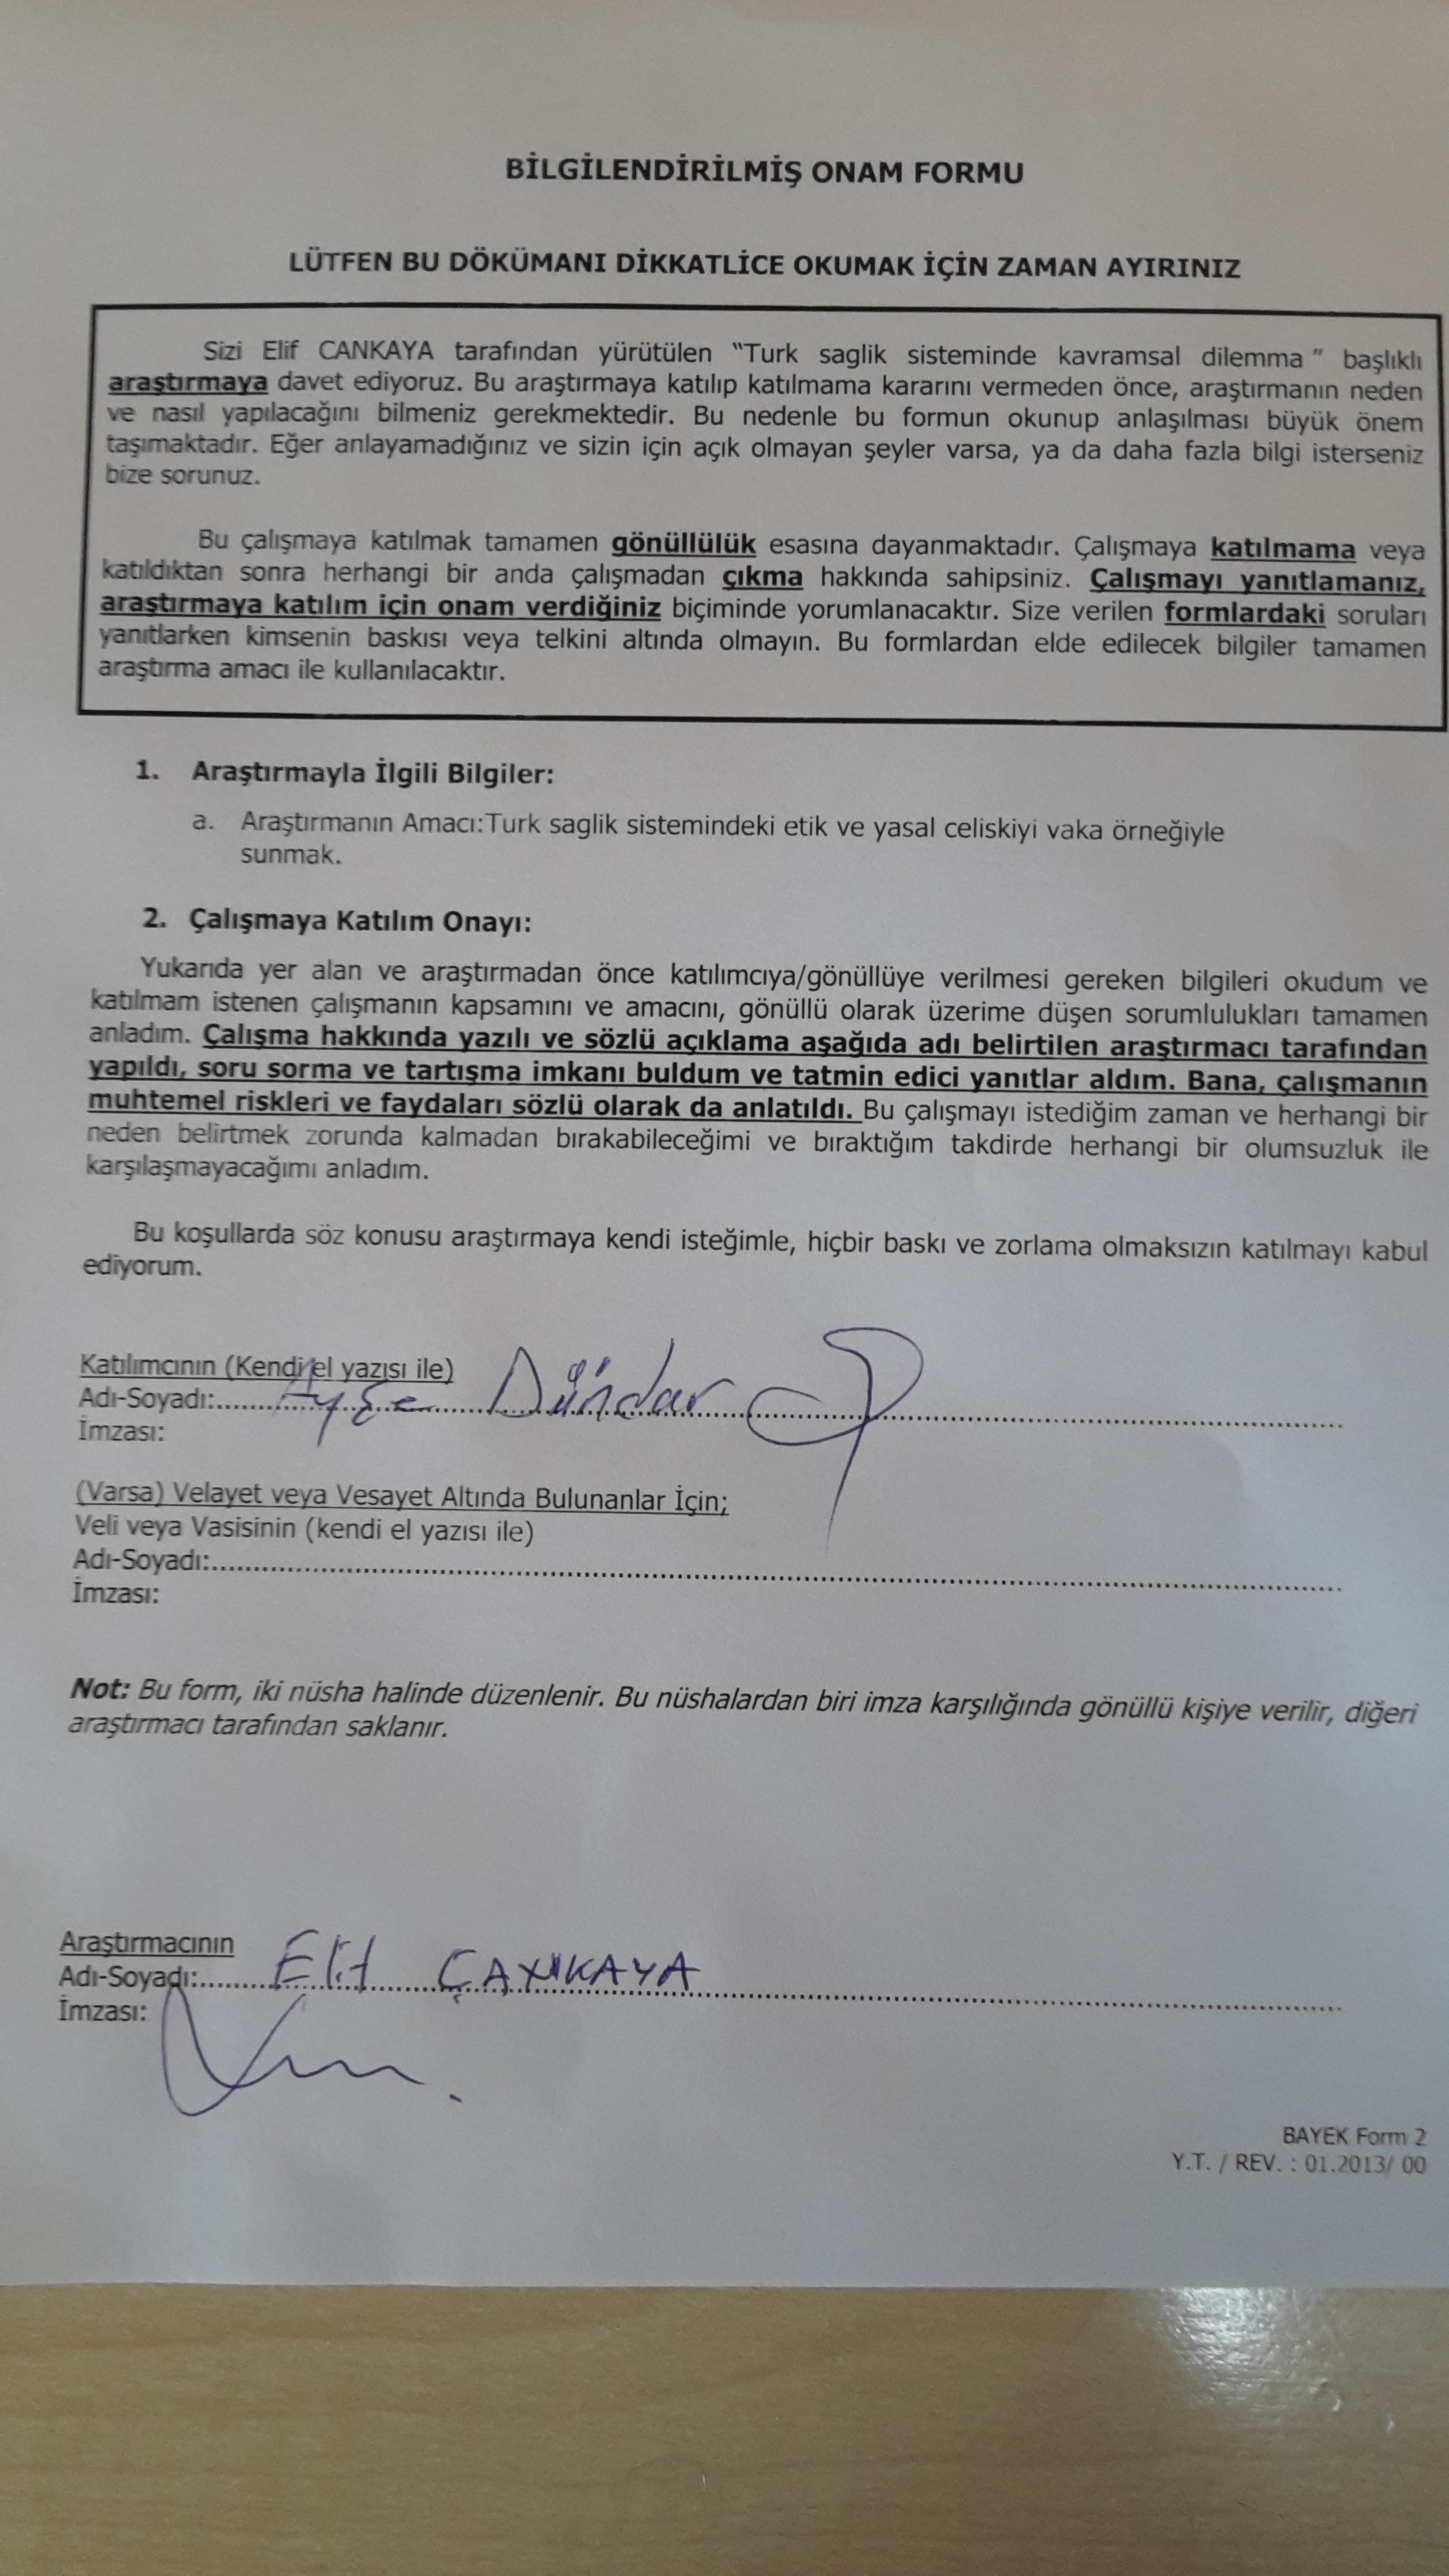 BİLGİLENDİRİLMİŞ ONAM FORMU
LÜTFEN BU DÖKÜMANI DİKKATLİCE OKUMAK İÇİN ZAMAN AYIRINIZ
Sizi Elif CANKAYA tarafından yürütülen “Turk saglik sisteminde kavramsal dilemma ” başlıklı
araştırmaya davet ediyoruz. Bu araştırmaya katılıp katılmama kararını vermeden önce, araştırmanın neden
ve nasıl yapılacağını bilmeniz gerekmektedir. Bu nedenle bu formun okunup anlaşılması büyük önem
taşımaktadır. Eğer anlayamadığınız ve sizin için açık olmayan şeyler varsa, ya da daha fazla bilgi isterseniz
bize sorunuz.
Bu çalışmaya katılmak tamamen gönüllülük esasına dayanmaktadır. Çalışmaya katılmama veya
katıldıktan sonra herhangi bir anda çalışmadan çıkma hakkında sahipsiniz. Çalışmayı yanıtlamanız,
araştırmaya katılım için onam verdiğiniz biçiminde yorumlanacaktır. Size verilen formlardaki soruları
yanıtlarken kimsenin baskısı veya telkini altında olmayın. Bu formlardan elde edilecek bilgiler tamamen
araştırma amacı ile kullanılacaktır.
1. Araştırmayla İlgili Bilgiler:
a. Araştırmanın Amacı:Turk saglik sistemindeki etik ve yasal celiskiyi vaka örneğiyle
sunmak.
2. Çalışmaya Katılım Onayı:
Yukarıda yer alan ve araştırmadan önce katılımcıya/gönüllüye verilmesi gereken bilgileri okudum ve
katılmam istenen çalışmanın kapsamını ve amacını, gönüllü olarak üzerime düşen sorumlulukları tamamen
anladım. Çalışma hakkında yazılı ve sözlü açıklama aşağıda adı belirtilen araştırmacı tarafından
yapıldı, soru sorma ve tartışma imkanı buldum ve tatmin edici yanıtlar aldım. Bana, çalışmanın
muhtemel riskleri ve faydaları sözlü olarak da anlatıldı. Bu çalışmayı istediğim zaman ve herhangi bir
neden belirtmek zorunda kalmadan bırakabileceğimi ve bıraktığım takdirde herhangi bir olumsuzluk ile
karşılaşmayacağımı anladım.
Bu koşullarda söz konusu araştırmaya kendi isteğimle, hiçbir baskı ve zorlama olmaksızın katılmayı kabul
ediyorum.
Katılımcının (Kendi el yazısı ile)
Adı-Soyadı: Ayşe Dündar
İmzası:
(Varsa) Velayet veya Vesayet Altında Bulunanlar İçin;
Veli veya Vasisinin (kendi el yazısı ile)
Adı-Soyadı:
İmzası:
Not: Bu form, iki nüsha halinde düzenlenir. Bu nüshalardan biri imza karşılığında gönüllü kişiye verilir, diğeri
araştırmacı tarafından saklanır.
Araştırmacının
Adı-Soyadı: Elif ÇANKAYA
İmzası:
BAYEK Form 2
Y.T. / REV. : 01.2013/ 00